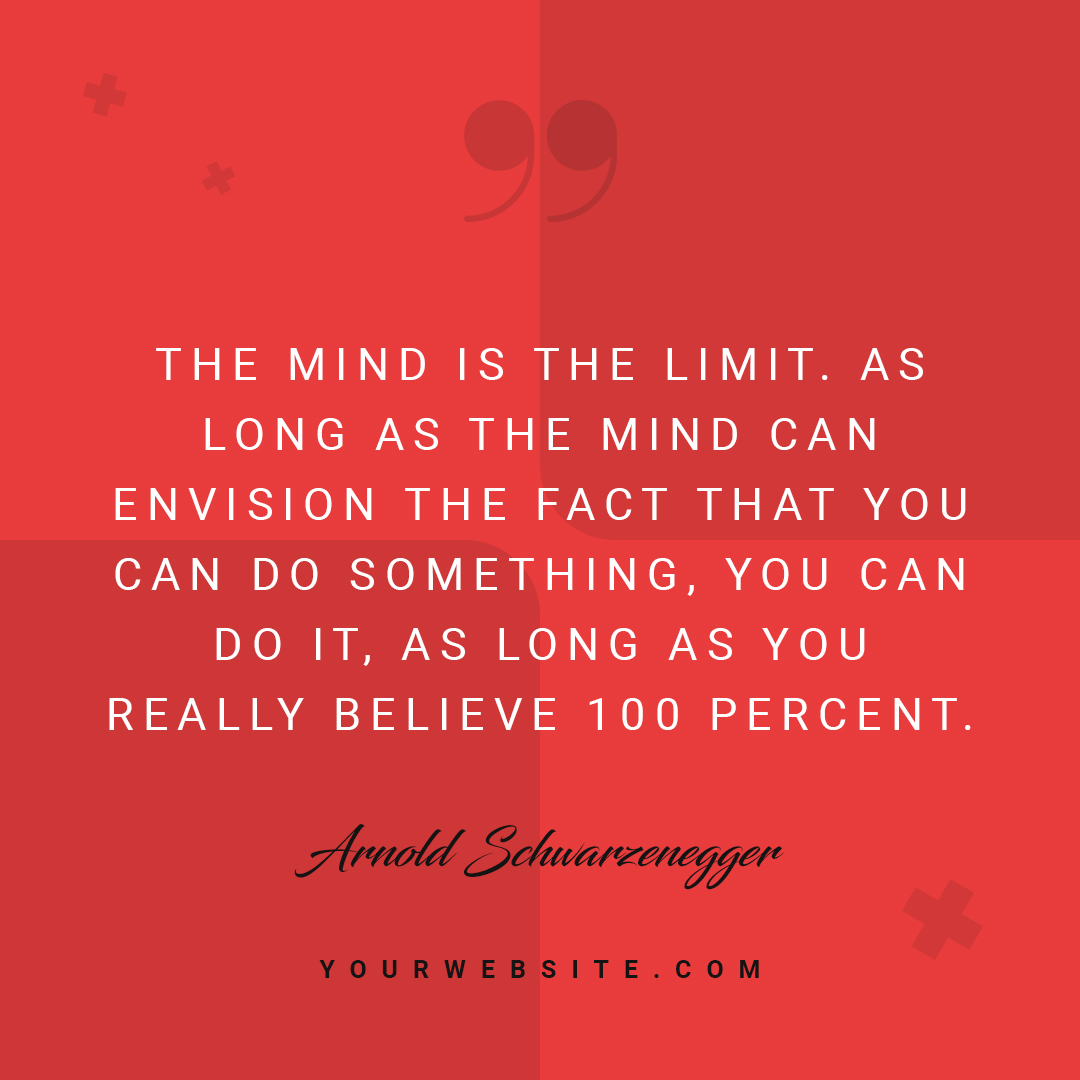 THE MIND IS THE LIMIT. AS
LONG AS THE MIND CAN
ENVISION THE FACT THAT YOU
CAN DO SOMETHING, YOU CAN
DO IT, AS LONG AS YOU
REALLY BELIEVE 100 PERCENT.
Arnold Schwarzenegger
YOURWEBSITE.COM